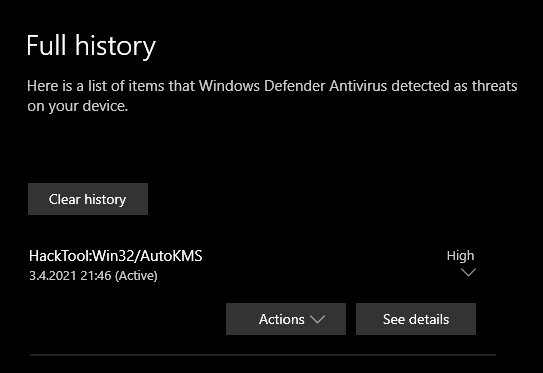 Full history
Here is a list of items that Windows Defender Antivirus detected as threats
on your device.
Clear history
HackTool:Win32/AutoKMS
High
3.4.2021 21:46 (Active)
Actions
See details